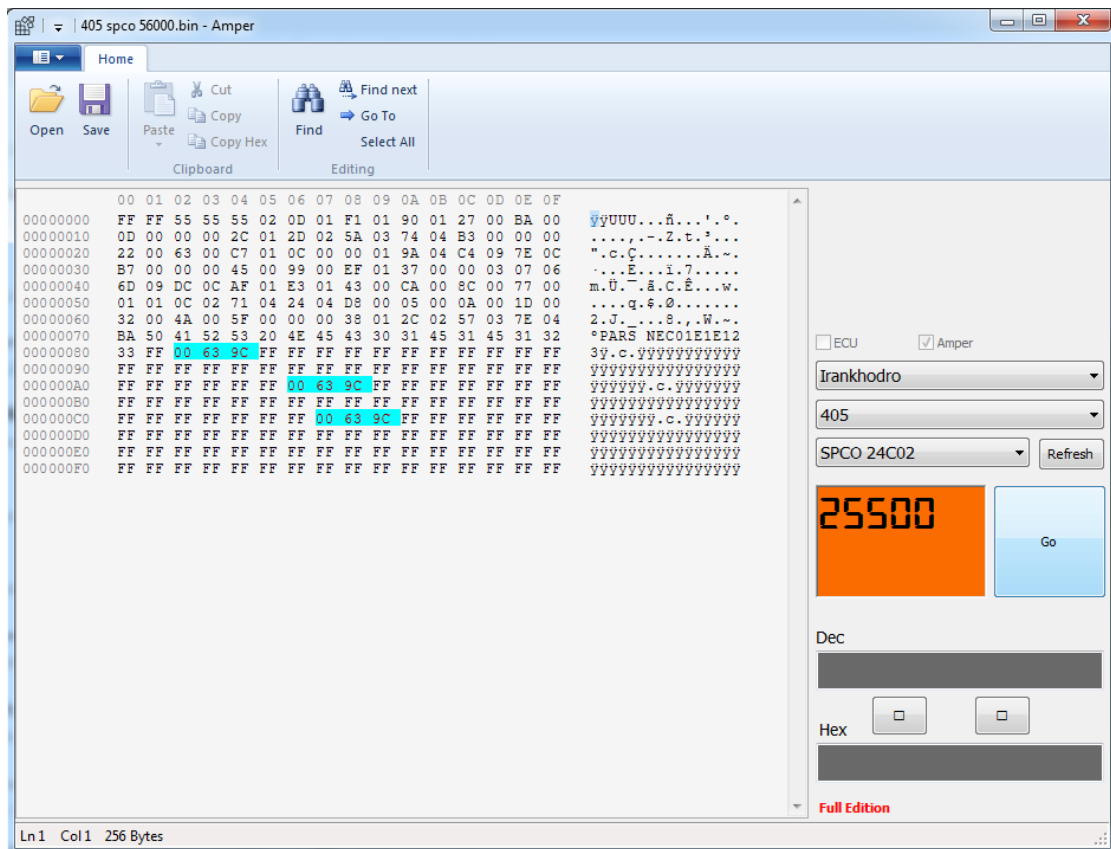 405 spco 56000.bin - Amper
Home
Open
Save
Paste
Cut
Copy
Copy Hex
Clipboard
Find
Find next
Go To
Select All
Editing
00 01 02 03 04 05 06 07 08 09 0A 0B 0C 0D 0E 0F
00000000 FF FF 55 55 55 02 0D 01 F1 01 90 01 27 00 BA 00 ÿÿUUU...ñ...'.º.
00000010 0D 00 00 00 2C 01 2D 02 5A 03 74 04 B3 00 00 00 ....,.-.Z.t.³...
00000020 22 00 63 00 C7 01 0C 00 00 01 9A 04 C4 09 7E 0C ".c.Ç.......Ä.~.
00000030 B7 00 00 00 45 00 99 00 EF 01 37 00 00 03 07 06 ·...E...ï.7.....
00000040 6D 09 DC 0C AF 01 E3 01 43 00 CA 00 8C 00 77 00 m.Ü.¯.ã.C.Ê...w.
00000050 01 01 0C 02 71 04 24 04 D8 00 05 00 0A 00 1D 00 ....q.$.Ø.......
00000060 32 00 4A 00 5F 00 00 00 38 01 2C 02 57 03 7E 04 2.J._...8.,.W.~.
00000070 BA 50 41 52 53 20 4E 45 43 30 31 45 31 45 31 32 ºPARS NEC01E1E12
00000080 33 FF 00 63 9C FF FF FF FF FF FF FF FF FF FF FF 3ÿ.c.ÿÿÿÿÿÿÿÿÿÿÿ
00000090 FF FF FF FF FF FF FF FF FF FF FF FF FF FF FF FF ÿÿÿÿÿÿÿÿÿÿÿÿÿÿÿÿ
000000A0 FF FF FF FF FF FF 00 63 9C FF FF FF FF FF FF FF ÿÿÿÿÿÿ.c.ÿÿÿÿÿÿÿ
000000B0 FF FF FF FF FF FF FF FF FF FF FF FF FF FF FF FF ÿÿÿÿÿÿÿÿÿÿÿÿÿÿÿÿ
000000C0 FF FF FF FF FF FF FF 00 63 9C FF FF FF FF FF FF ÿÿÿÿÿÿÿ.c.ÿÿÿÿÿÿ
000000D0 FF FF FF FF FF FF FF FF FF FF FF FF FF FF FF FF ÿÿÿÿÿÿÿÿÿÿÿÿÿÿÿÿ
000000E0 FF FF FF FF FF FF FF FF FF FF FF FF FF FF FF FF ÿÿÿÿÿÿÿÿÿÿÿÿÿÿÿÿ
000000F0 FF FF FF FF FF FF FF FF FF FF FF FF FF FF FF FF ÿÿÿÿÿÿÿÿÿÿÿÿÿÿÿÿ
ECU
Amper
Irankhodro
405
SPCO 24C02
Refresh
25500
Go
Dec
Hex
Full Edition
Ln 1 Col 1 256 Bytes